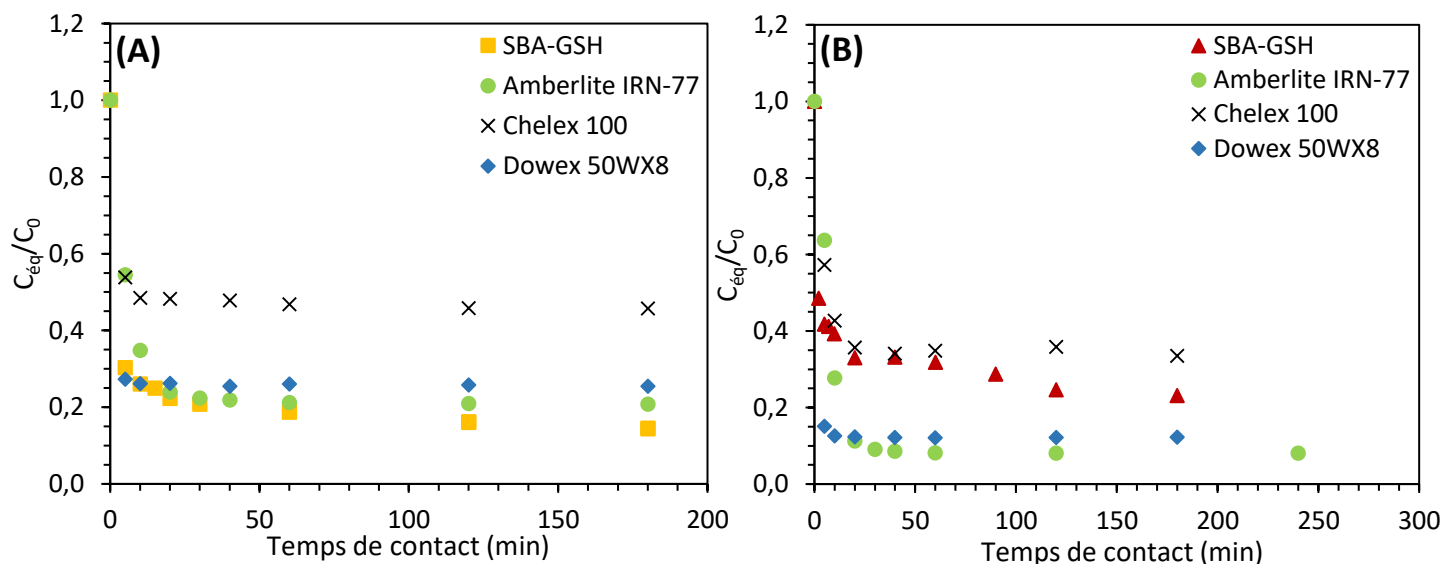 (A)
SBA-GSH
Amberlite IRN-77
Chelex 100
Dowex 50WX8
1,2
1,0
0,8
0,6
0,4
0,2
0,0
Céq/C0
0
50
100
150
200
Temps de contact (min)
(B)
SBA-GSH
Amberlite IRN-77
Chelex 100
Dowex 50WX8
1,2
1,0
0,8
0,6
0,4
0,2
0,0
Céq/C0
0
50
100
150
200
250
300
Temps de contact (min)